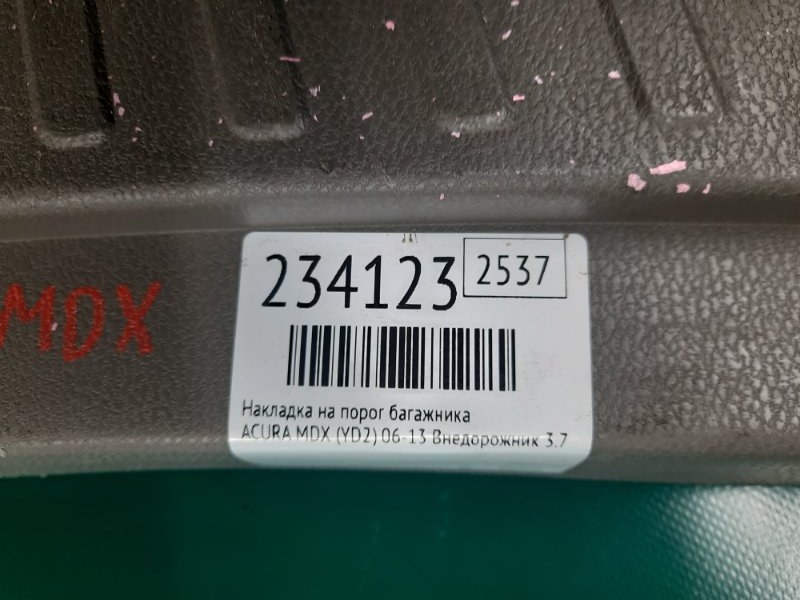 234123
2537
MDX
Накладка на порог багажника
ACURA MDX (YD2) 06-13 Внедорожник 3.7